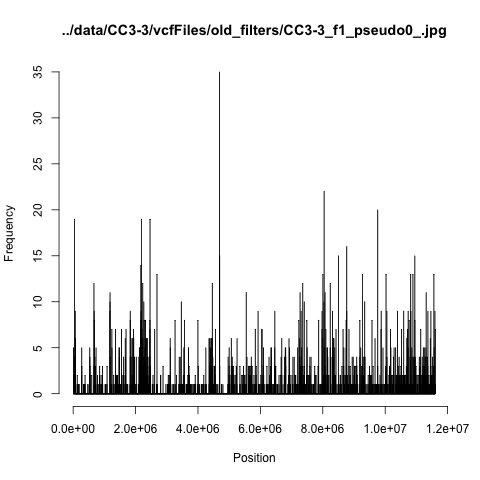 ../data/CC3-3/vcfFiles/old_filters/CC3-3_f1_pseudo0_.jpg
35
30
25
20
15
10
5
0
Frequency
0.0e+00 2.0e+06 4.0e+06 6.0e+06 8.0e+06 1.0e+07 1.2e+07
Position